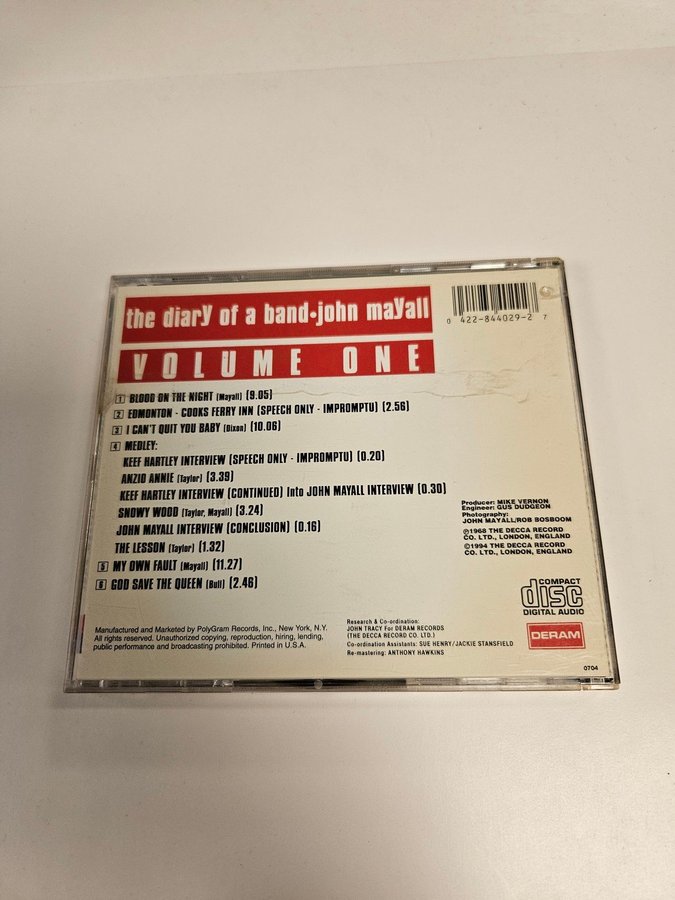 the diary of a band•john mayall
VOLUME ONE
0 422-844029-2 7
1 BLOOD ON THE NIGHT (Mayall) (9.05)
2 EDMONTON - COOKS FERRY INN (SPEECH ONLY - IMPROMPTU) (2.56)
3 I CAN'T QUIT YOU BABY (Dixon) (10.06)
4 MEDLEY:
KEEF HARTLEY INTERVIEW (SPEECH ONLY - IMPROMPTU) (0.20)
ANZIO ANNIE (Taylor) (3.39)
KEEF HARTLEY INTERVIEW (CONTINUED) Into JOHN MAYALL INTERVIEW (0.30)
SNOWY WOOD (Taylor, Mayall) (3.24)
JOHN MAYALL INTERVIEW (CONCLUSION) (0.16)
THE LESSON (Taylor) (1.32)
5 MY OWN FAULT (Mayall) (11.27)
6 GOD SAVE THE QUEEN (Bull) (2.46)
Producer: MIKE VERNON
Engineer: GUS DUDGEON
Photography:
JOHN MAYALL/ROB BOSBOOM
℗1968 THE DECCA RECORD
CO. LTD., LONDON, ENGLAND
©1994 THE DECCA RECORD
CO. LTD., LONDON, ENGLAND
COMPACT
disc
DIGITAL AUDIO
DERAM
0704
Manufactured and Marketed by PolyGram Records, Inc., New York, N.Y.
All rights reserved. Unauthorized copying, reproduction, hiring, lending,
public performance and broadcasting prohibited. Printed in U.S.A.
Research & Co-ordination:
JOHN TRACY For DERAM RECORDS
(THE DECCA RECORD CO. LTD.)
Co-ordination Assistants: SUE HENRY/JACKIE STANSFIELD
Re-mastering: ANTHONY HAWKINS